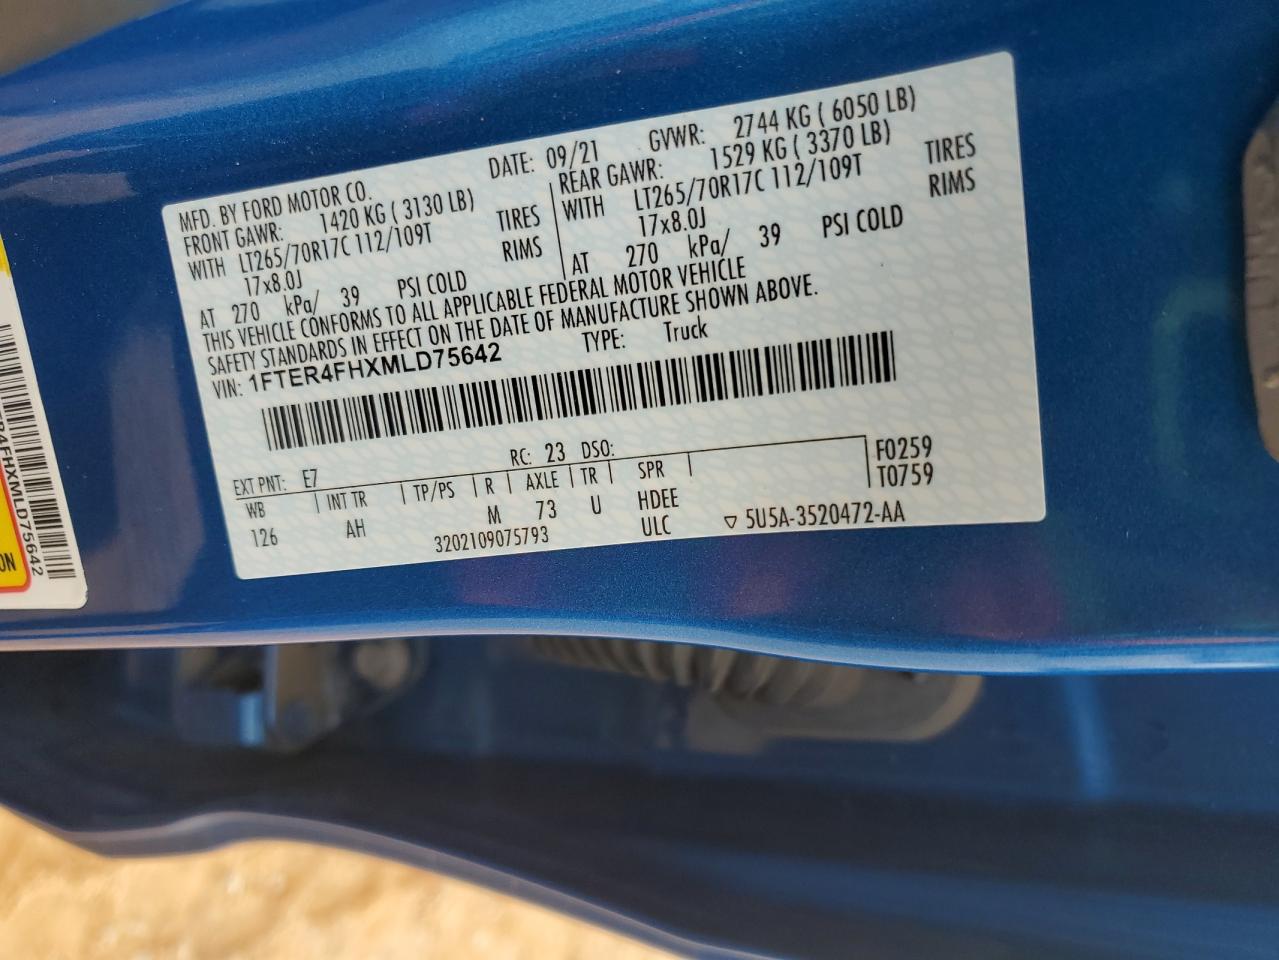 MFD. BY FORD MOTOR CO.
DATE: 09/21 GVWR: 2744 KG ( 6050 LB)
FRONT GAWR: 1420 KG ( 3130 LB)
WITH LT265/70R17C 112/109T TIRES
17x8.0J RIMS
AT 270 kPa/ 39 PSI COLD
REAR GAWR: 1529 KG ( 3370 LB)
WITH LT265/70R17C 112/109T TIRES
17x8.0J RIMS
AT 270 kPa/ 39 PSI COLD
THIS VEHICLE CONFORMS TO ALL APPLICABLE FEDERAL MOTOR VEHICLE
SAFETY STANDARDS IN EFFECT ON THE DATE OF MANUFACTURE SHOWN ABOVE.
VIN: 1FTER4FHXMLD75642 TYPE: Truck
EXT PNT: E7 RC: 23 DSO: F0259
WB INT TR TP/PS R AXLE TR SPR T0759
126 AH M 73 U HDEE
3202109075793 ULC ▽ 5U5A-3520472-AA
R4FHXMLD75642
ON